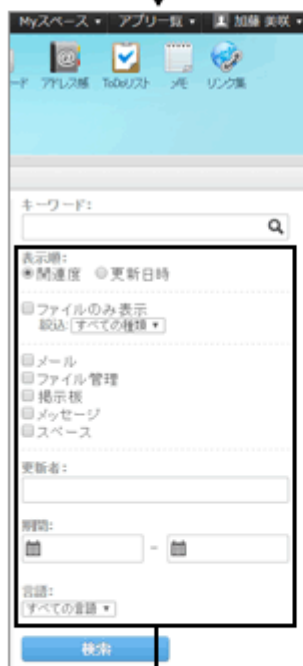 Myスペース ▼ アプリ一覧 ▼ 加藤 美咲
ード アドレス帳 ToDoリスト メモ リンク集
キーワード:
表示順:
関連度 更新日時
ファイルのみ表示
絞込: すべての種類 ▼
メール
ファイル管理
掲示板
メッセージ
スペース
更新者:
期間:
-
言語:
すべての言語 ▼
検索